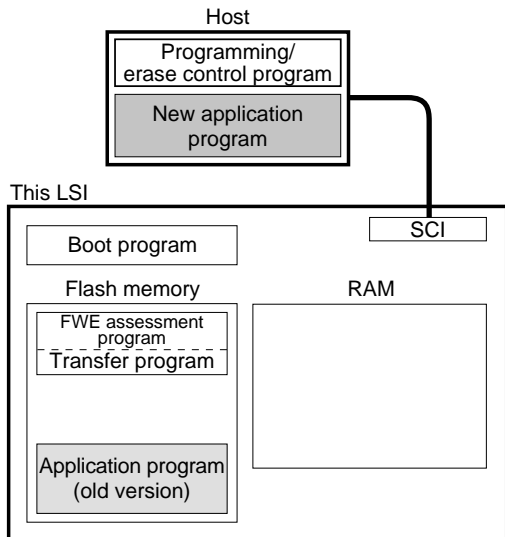 Host
Programming/
erase control program
New application
program
This LSI
SCI
Boot program
Flash memory
RAM
FWE assessment
program
Transfer program
Application program
(old version)